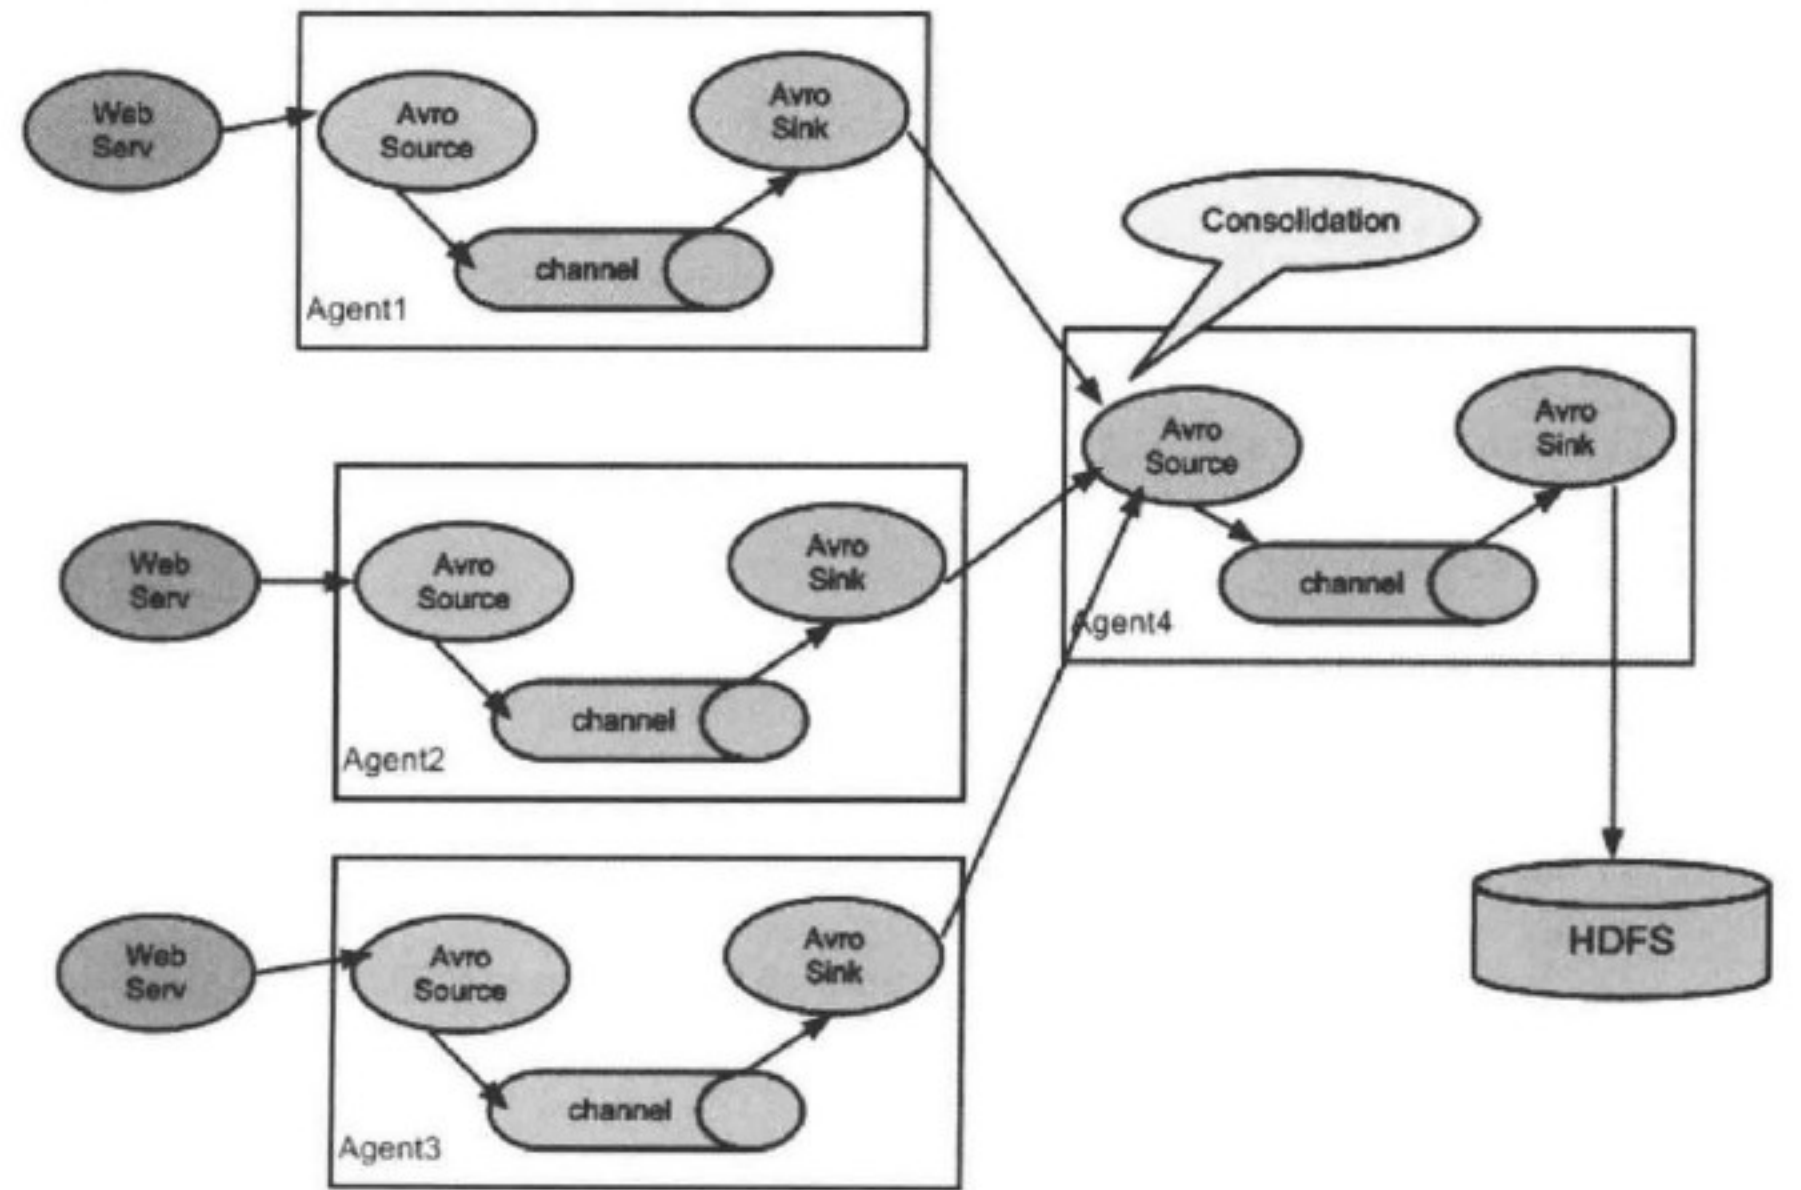 Web
Serv
Avro
Source
Avro
Sink
channel
Agent1
Consolidation
Web
Serv
Avro
Source
Avro
Sink
channel
Agent2
Avro
Source
Avro
Sink
channel
Agent4
Web
Serv
Avro
Source
Avro
Sink
channel
Agent3
HDFS